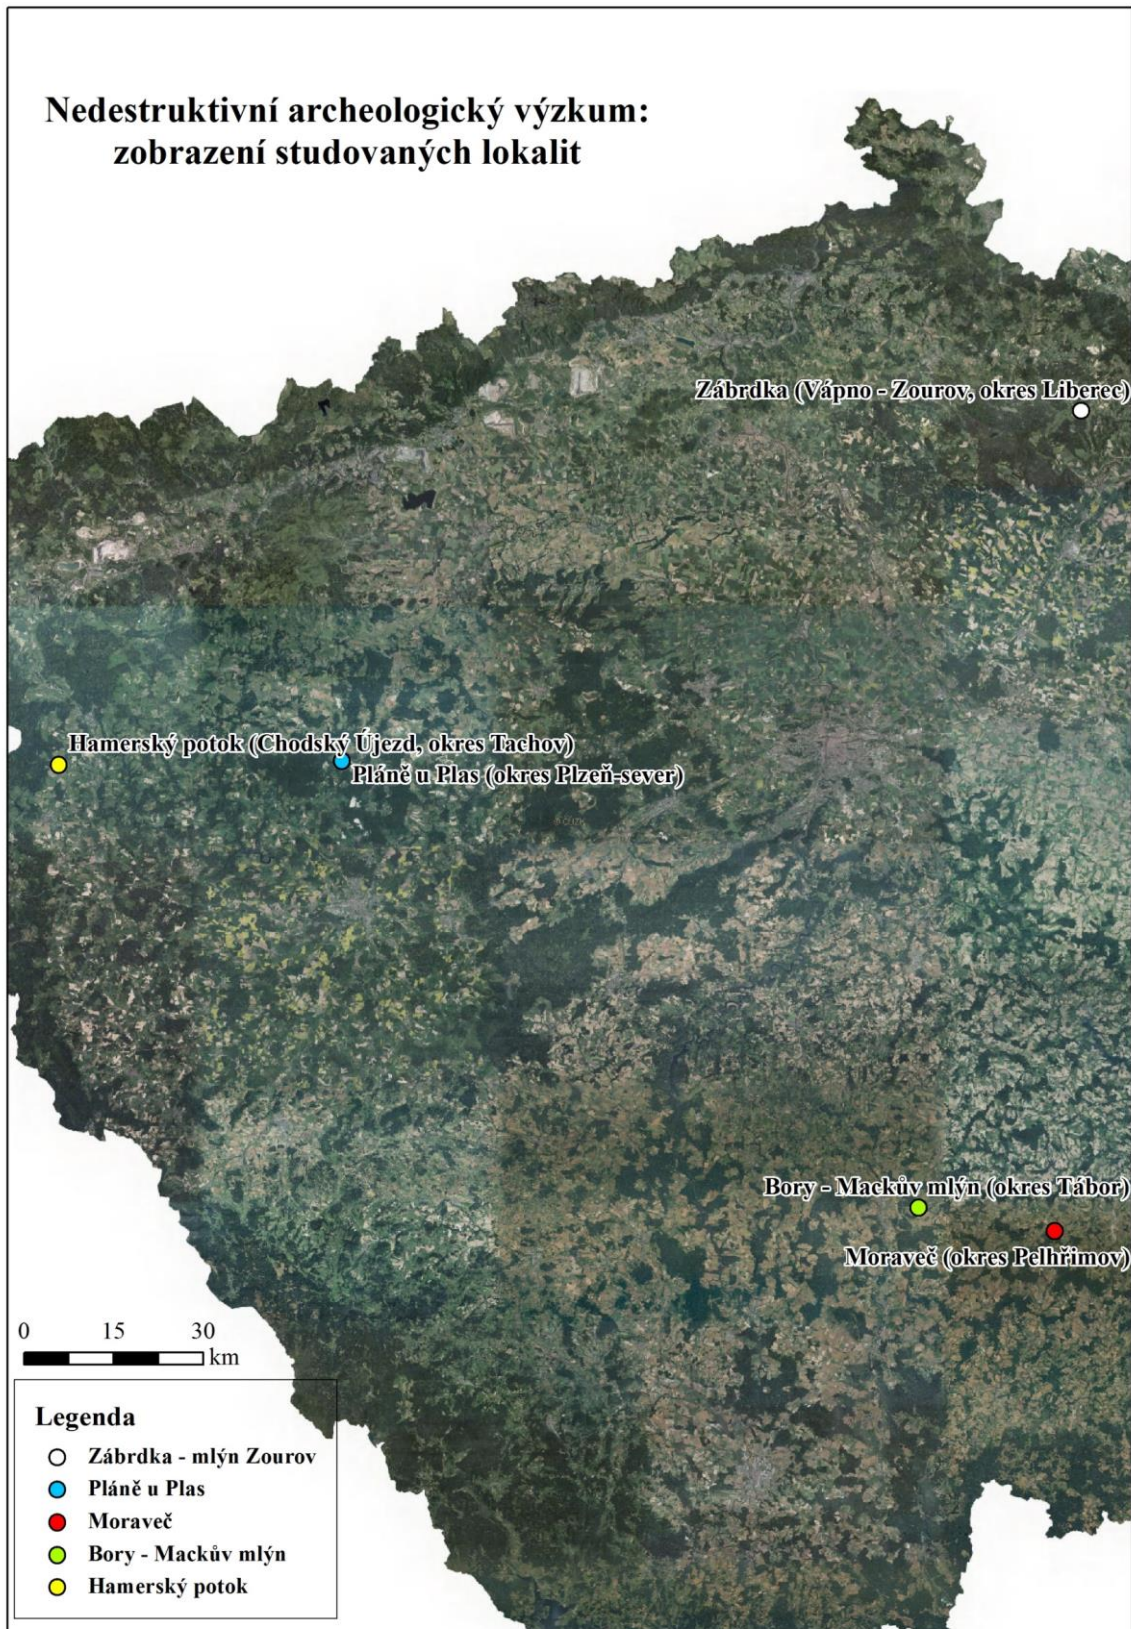 Nedestruktivní archeologický výzkum:
zobrazení studovaných lokalit
Zábrdka (Vápno - Zourov, okres Liberec)
Hamerský potok (Chodský Újezd, okres Tachov)
Pláně u Plas (okres Plzeň-sever)
Bory - Mackův mlýn (okres Tábor)
Moraveč (okres Pelhřimov)
0 15 30
km
Legenda
Zábrdka - mlýn Zourov
Pláně u Plas
Moraveč
Bory - Mackův mlýn
Hamerský potok